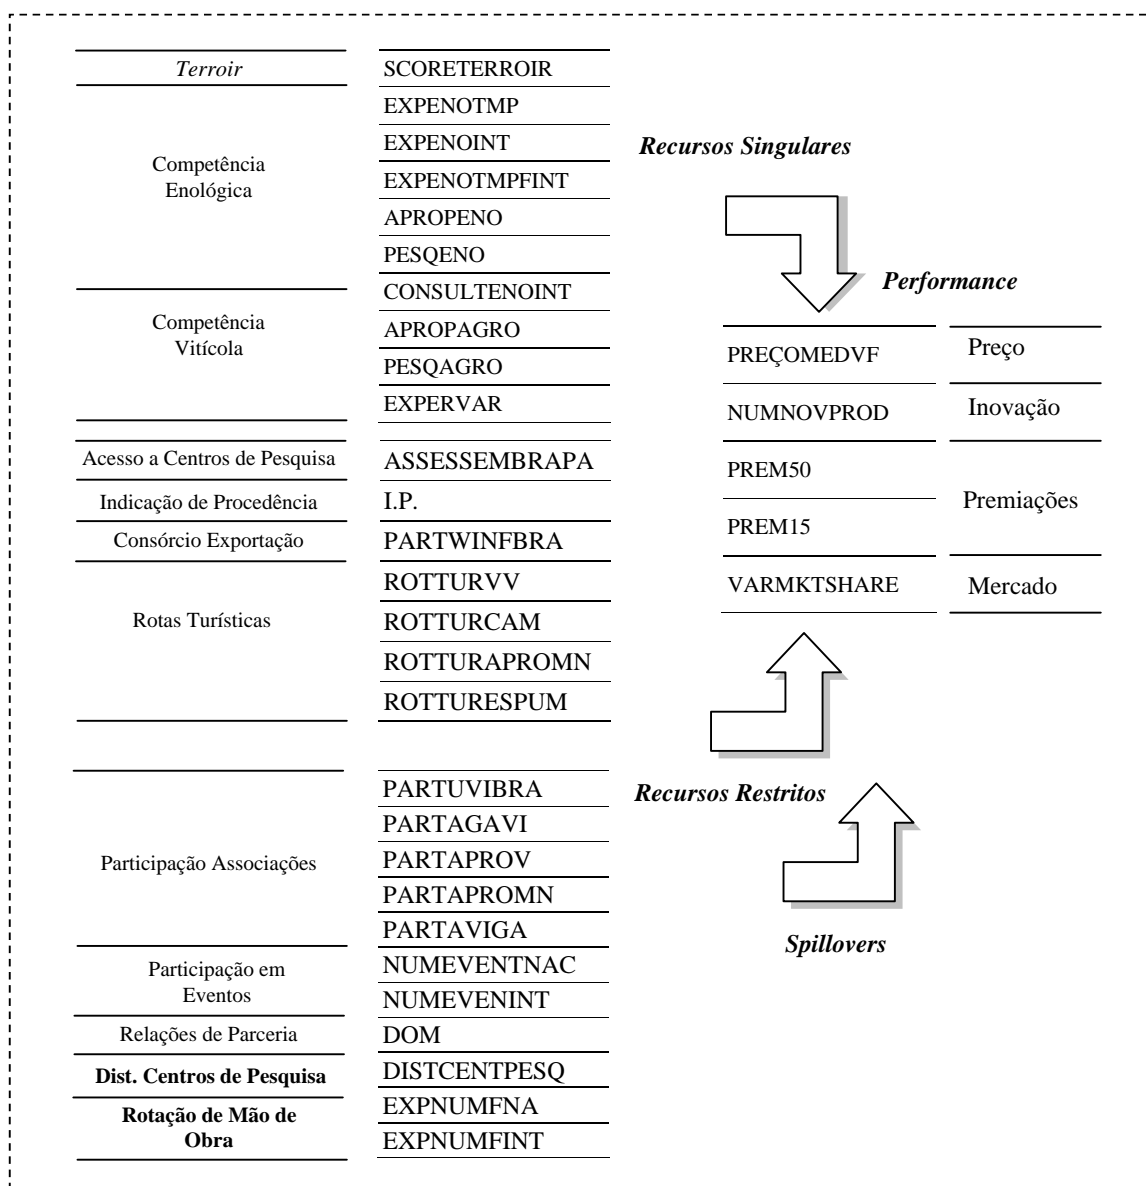 Terroir
SCORETERROIR
EXPENOTMP
EXPENOINT
Competência
Enológica
EXPENOTMPFINT
APROPENO
PESQENO
CONSULTENOINT
Competência
Vitícola
APROPAGRO
PESQAGRO
EXPERVAR
Acesso a Centros de Pesquisa
ASSESSEMBRAPA
Indicação de Procedência
I.P.
Consórcio Exportação
PARTWINFBRA
Rotas Turísticas
ROTTURVV
ROTTURCAM
ROTTURAPROMN
ROTTURESPUM
Participação Associações
PARTUVIBRA
PARTAGAVI
PARTAPROV
PARTAPROMN
PARTAVIGA
Participação em
Eventos
NUMEVENTNAC
NUMEVENINT
Relações de Parceria
DOM
Dist. Centros de Pesquisa
DISTCENTPESQ
Rotação de Mão de
Obra
EXPNUMFNA
EXPNUMFINT
Recursos Singulares
Performance
PREÇOMEDVF
Preço
NUMNOVPROD
Inovação
PREM50
PREM15
Premiações
VARMKTSHARE
Mercado
Recursos Restritos
Spillovers